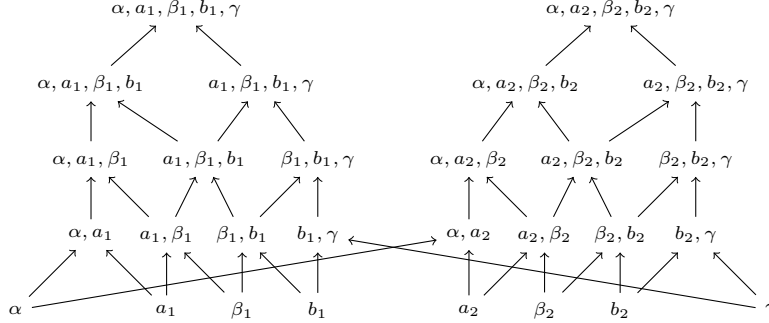 α, a₁, β₁, b₁, γ α, a₂, β₂, b₂, γ
α, a₁, β₁, b₁ a₁, β₁, b₁, γ α, a₂, β₂, b₂ a₂, β₂, b₂, γ
α, a₁, β₁ a₁, β₁, b₁ β₁, b₁, γ α, a₂, β₂ a₂, β₂, b₂ β₂, b₂, γ
α, a₁ a₁, β₁ β₁, b₁ b₁, γ α, a₂ a₂, β₂ β₂, b₂ b₂, γ
α a₁ β₁ b₁ a₂ β₂ b₂